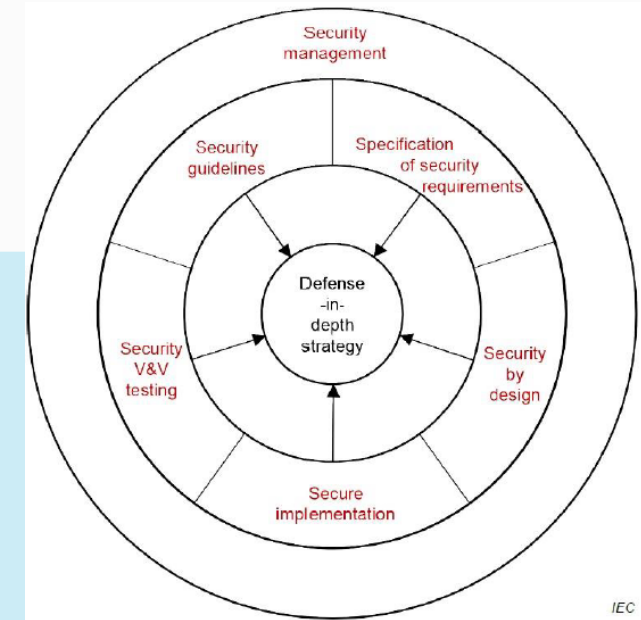 Security
management
Security
guidelines
Specification
of security
requirements
Defense
-in-
depth
strategy
Security
V&V
testing
Security
by
design
Secure
implementation
IEC